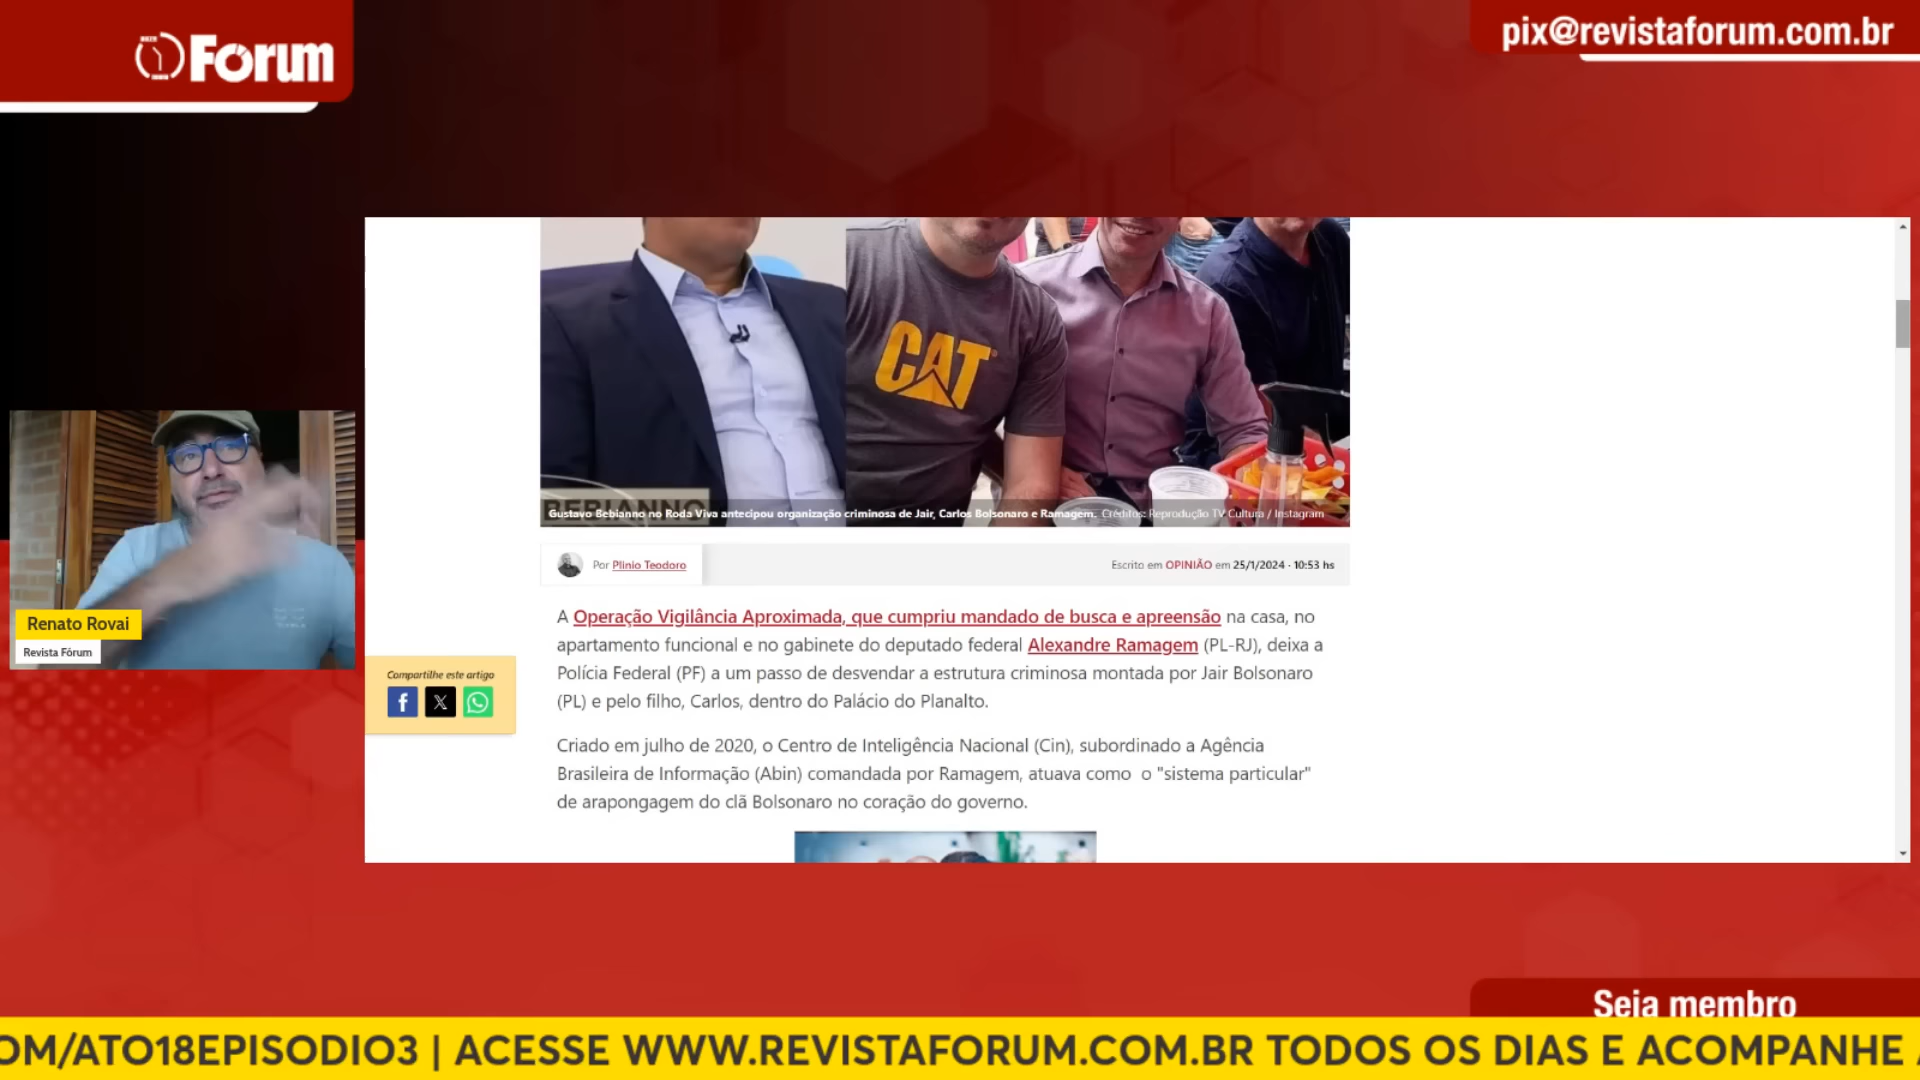 Forum
pix@revistaforum.com.br
CAT
BEBIANNO
Gustavo Bebianno no Roda Viva antecipou organização criminosa de Jair, Carlos Bolsonaro e Ramagem. Créditos: Reprodução TV Cultura / Instagram
Por Plinio Teodoro
Escrito em OPINIÃO em 25/1/2024 · 10:53 hs
A Operação Vigilância Aproximada, que cumpriu mandado de busca e apreensão na casa, no
apartamento funcional e no gabinete do deputado federal Alexandre Ramagem (PL-RJ), deixa a
Polícia Federal (PF) a um passo de desvendar a estrutura criminosa montada por Jair Bolsonaro
(PL) e pelo filho, Carlos, dentro do Palácio do Planalto.
Criado em julho de 2020, o Centro de Inteligência Nacional (Cin), subordinado a Agência
Brasileira de Informação (Abin) comandada por Ramagem, atuava como o "sistema particular"
de arapongagem do clã Bolsonaro no coração do governo.
Compartilhe este artigo
Renato Rovai
Revista Fórum
Seja membro
OM/ATO18EPISODIO3 | ACESSE WWW.REVISTAFORUM.COM.BR TODOS OS DIAS E ACOMPANHE